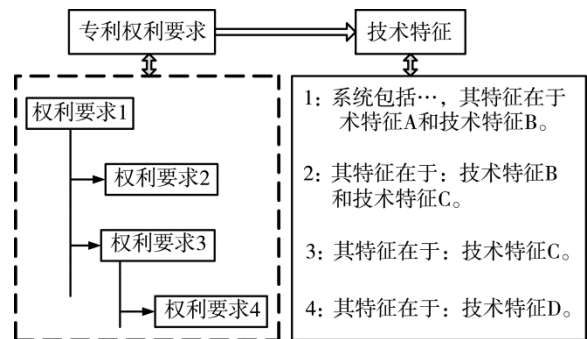 专利权利要求
技术特征
权利要求1
权利要求2
权利要求3
权利要求4
1: 系统包括…, 其特征在于
术特征A和技术特征B。
2: 其特征在于: 技术特征B
和技术特征C。
3: 其特征在于: 技术特征C。
4: 其特征在于: 技术特征D。